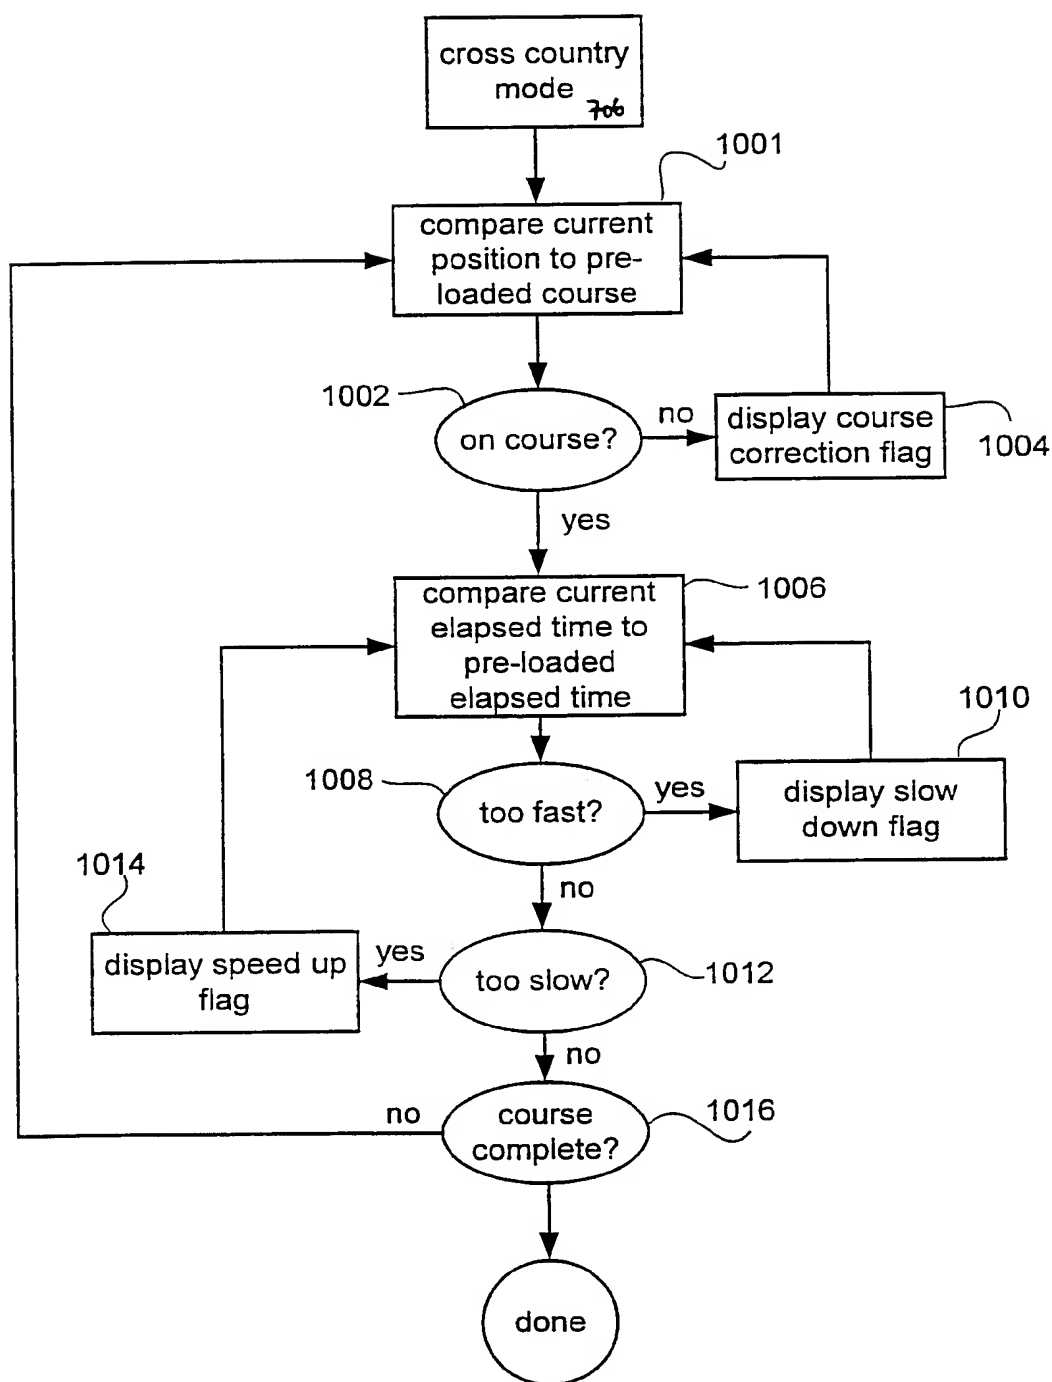 cross country
mode
706
1001
compare current
position to pre-
loaded course
1002
on course?
no
display course
correction flag
1004
yes
compare current
elapsed time to
pre-loaded
elapsed time
1006
1010
1008
too fast?
yes
display slow
down flag
1014
no
display speed up
flag
yes
too slow?
1012
no
no
course
complete?
1016
done